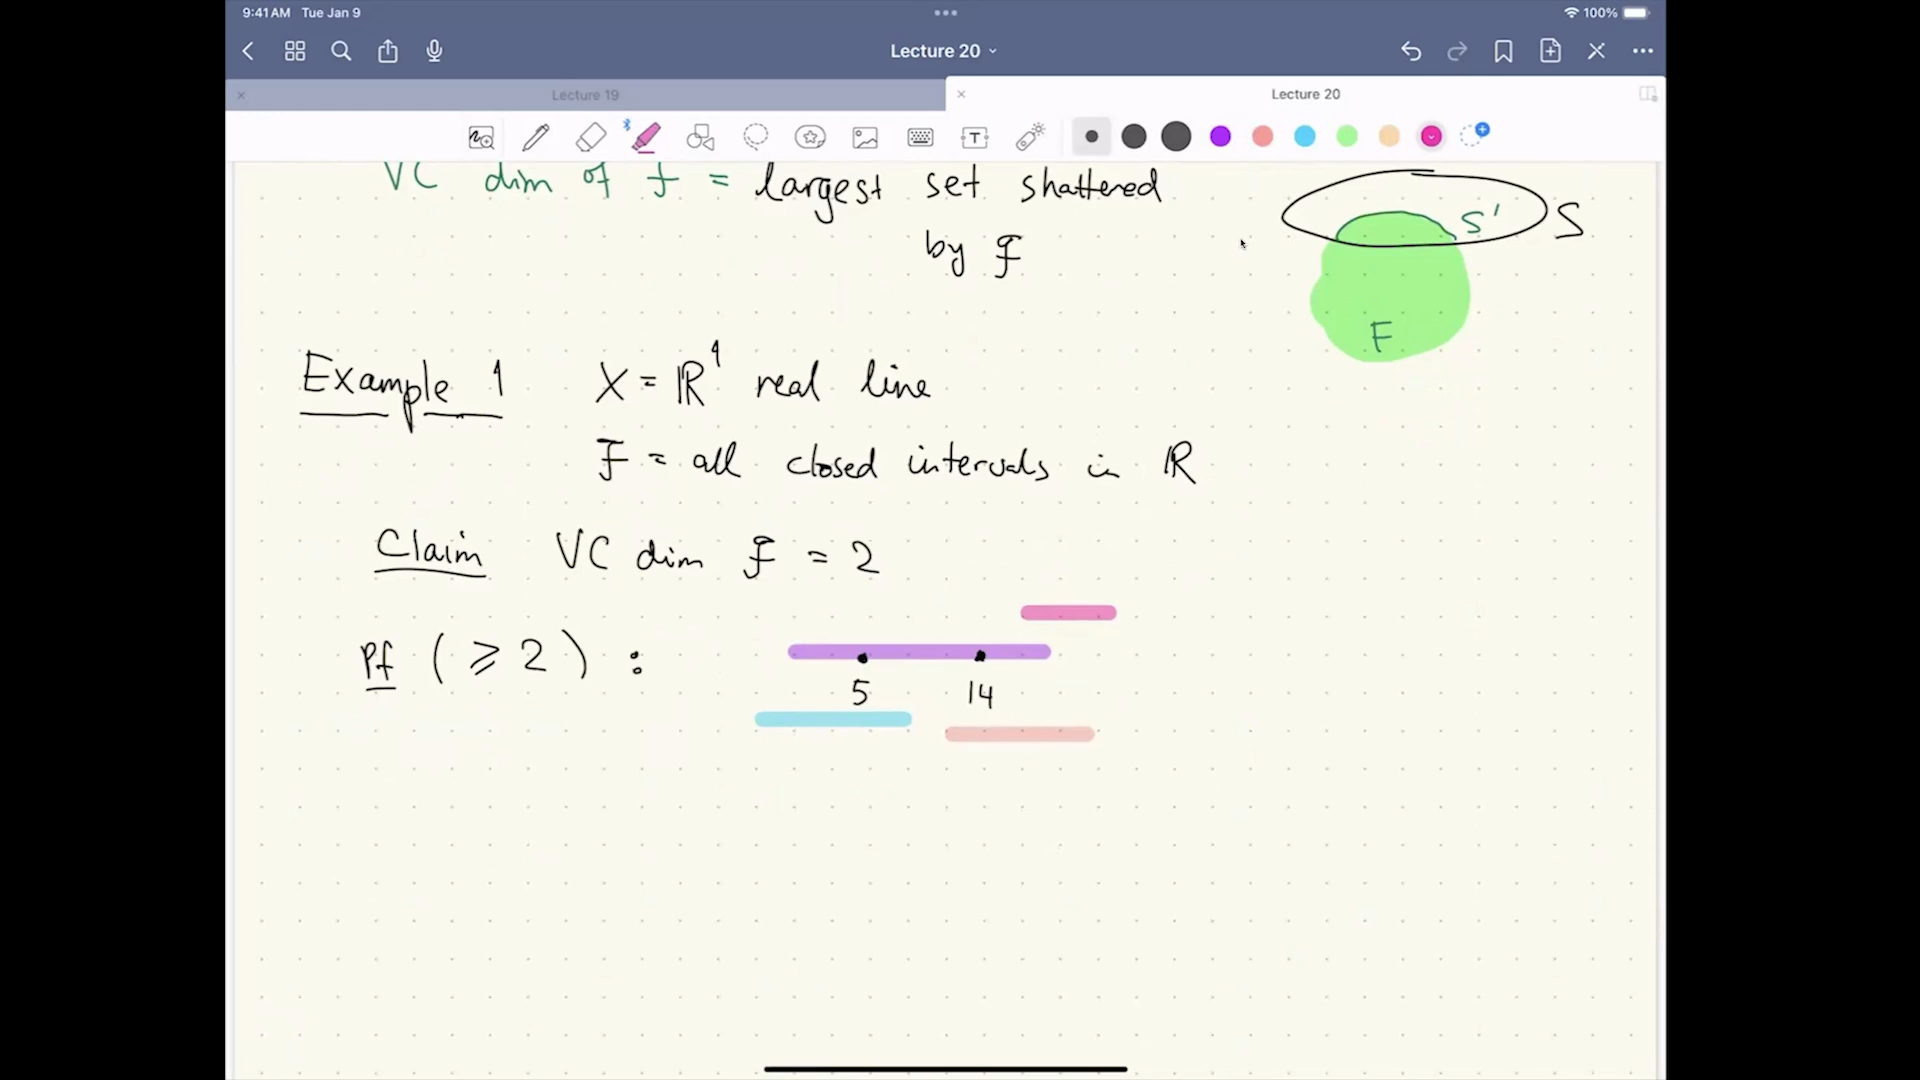 9:41 AM Tue Jan 9
100%
Lecture 20
Lecture 19
Lecture 20
VC dim of F = largest set shattered
by F
S'
S
F
Example 1 X = ℝ¹ real line
F = all closed intervals in ℝ
Claim VC dim F = 2
Pf (⩾ 2) :
5 14